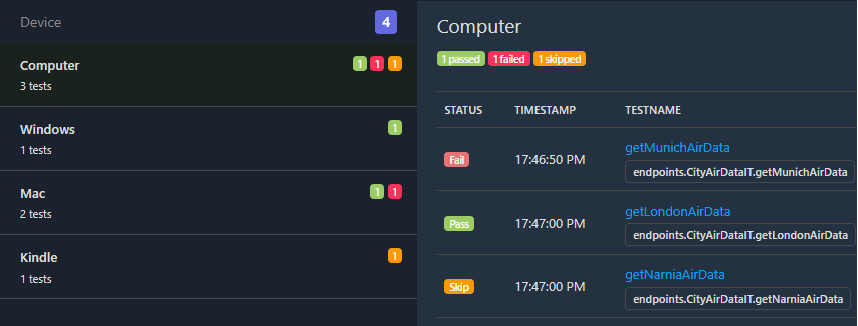 Device 4
Computer 1 1 1
3 tests
Windows 1
1 tests
Mac 1 1
2 tests
Kindle 1
1 tests
Computer
1 passed 1 failed 1 skipped
STATUS TIMESTAMP TESTNAME
Fail 17:46:50 PM getMunichAirData
endpoints.CityAirDataIT.getMunichAirData
Pass 17:47:00 PM getLondonAirData
endpoints.CityAirDataIT.getLondonAirData
Skip 17:47:00 PM getNarniaAirData
endpoints.CityAirDataIT.getNarniaAirData